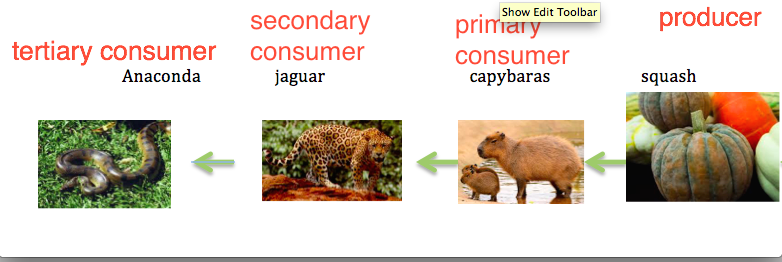 tertiary consumer
Anaconda
secondary
consumer
jaguar
Show Edit Toolbar
primary
consumer
capybaras
producer
squash